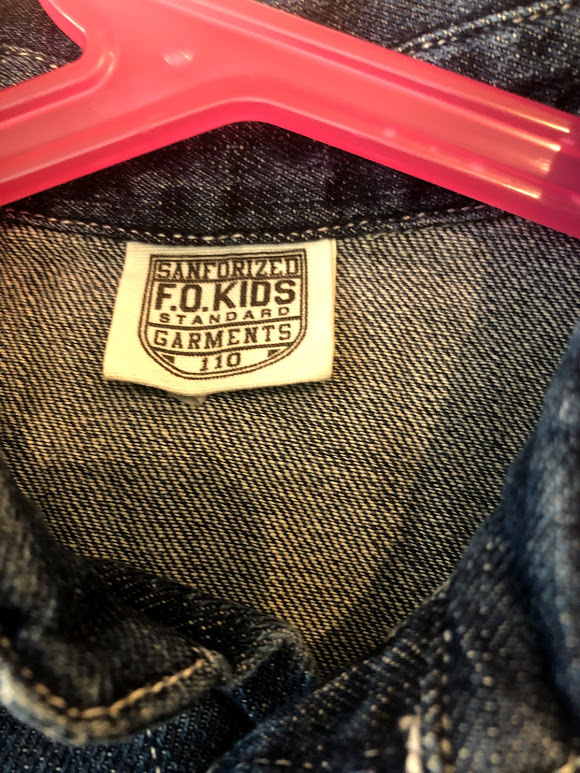 SANFORIZED
F.O.KIDS
STANDARD
GARMENTS
110